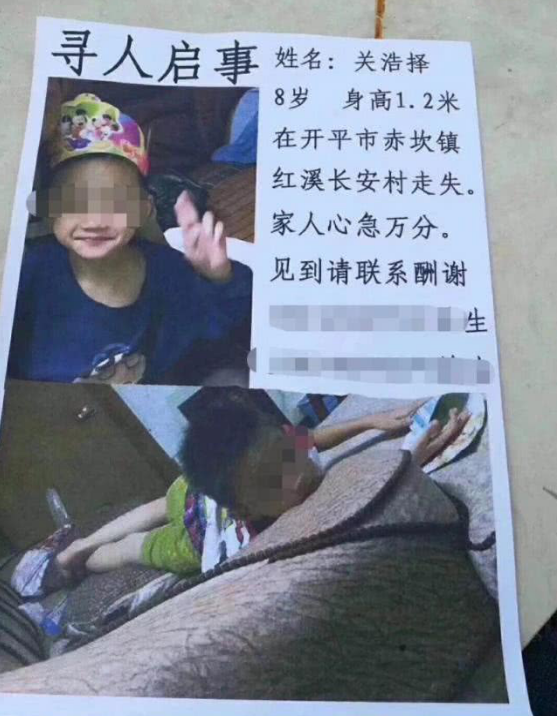 寻人启事
姓名：关浩择
8岁 身高1.2米
在开平市赤坎镇
红溪长安村走失。
家人心急万分。
见到请联系酬谢
生